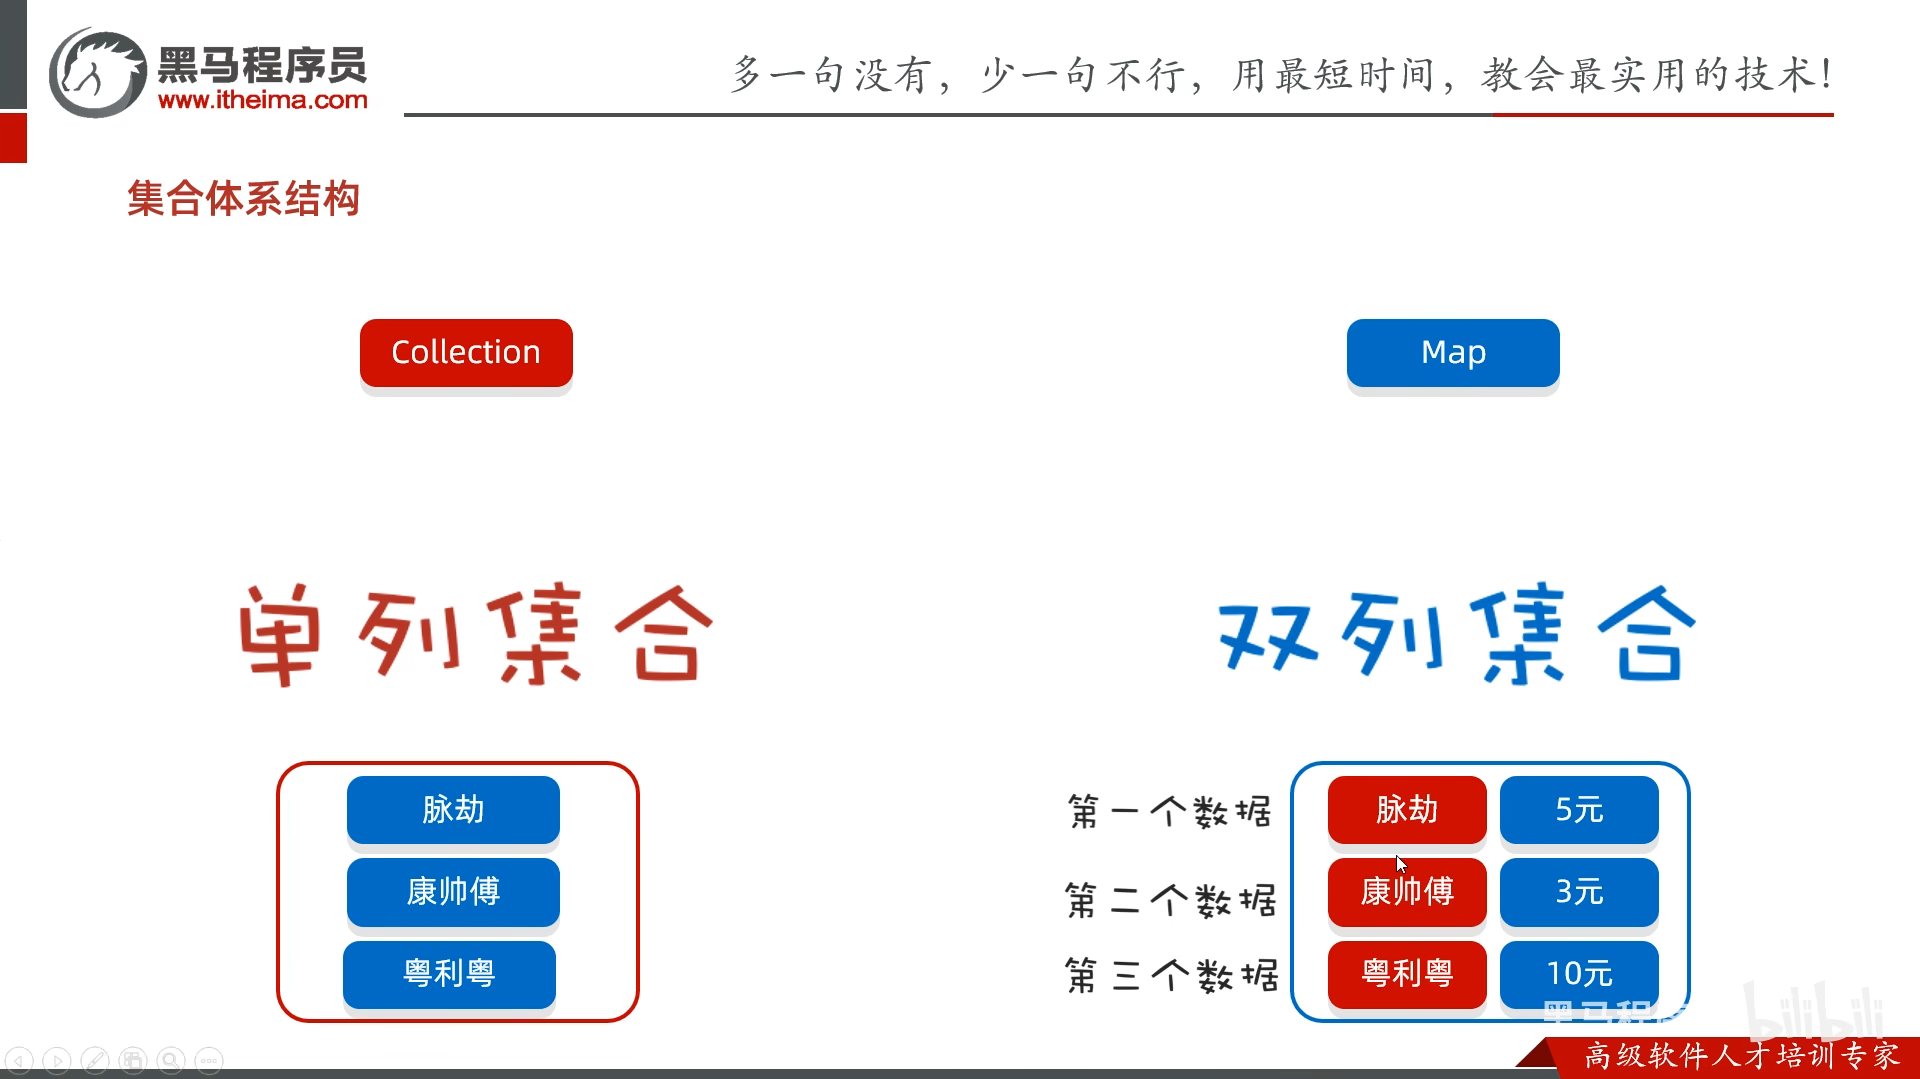 黑马程序员
www.itheima.com
多一句没有，少一句不行，用最短时间，教会最实用的技术！
集合体系结构
Collection
Map
单列集合
双列集合
脉劫
康帅傅
粤利粤
第一个数据 脉劫 5元
第二个数据 康帅傅 3元
第三个数据 粤利粤 10元
黑马程序
bilibili
高级软件人才培训专家